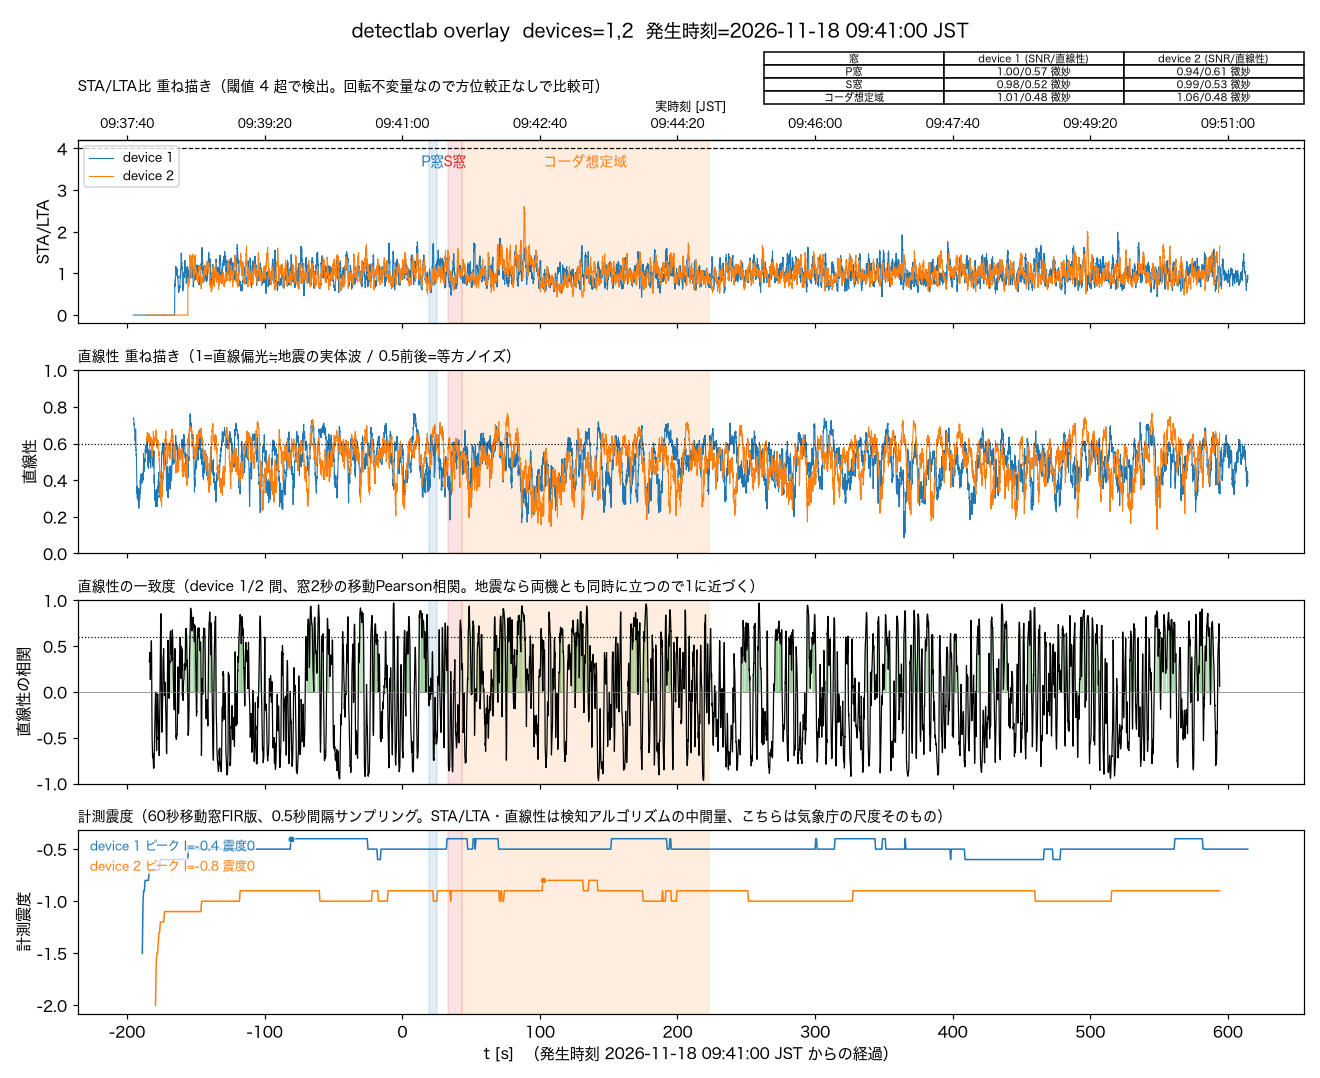 detectlab overlay devices=1,2 発生時刻=2026-11-18 09:41:00 JST
窓 device 1 (SNR/直線性) device 2 (SNR/直線性)
P窓 1.00/0.57 微妙 0.94/0.61 微妙
S窓 0.98/0.52 微妙 0.99/0.53 微妙
コーダ想定域 1.01/0.48 微妙 1.06/0.48 微妙
STA/LTA比 重ね描き（閾値 4 超で検出。回転不変量なので方位較正なしで比較可）
実時刻 [JST]
09:37:40 09:39:20 09:41:00 09:42:40 09:44:20 09:46:00 09:47:40 09:49:20 09:51:00
STA/LTA
4
3
2
1
0
device 1
device 2
P窓 S窓 コーダ想定域
直線性 重ね描き（1=直線偏光≒地震の実体波 / 0.5前後=等方ノイズ）
直線性
1.0
0.8
0.6
0.4
0.2
0.0
直線性の一致度（device 1/2 間、窓2秒の移動Pearson相関。地震なら両機とも同時に立つので1に近づく）
直線性の相関
1.0
0.5
0.0
-0.5
-1.0
計測震度（60秒移動窓FIR版、0.5秒間隔サンプリング。STA/LTA・直線性は検知アルゴリズムの中間量、こちらは気象庁の尺度そのもの）
計測震度
-0.5
-1.0
-1.5
-2.0
device 1 ピーク I=-0.4 震度0
device 2 ピーク I=-0.8 震度0
-200 -100 0 100 200 300 400 500 600
t [s] （発生時刻 2026-11-18 09:41:00 JST からの経過）